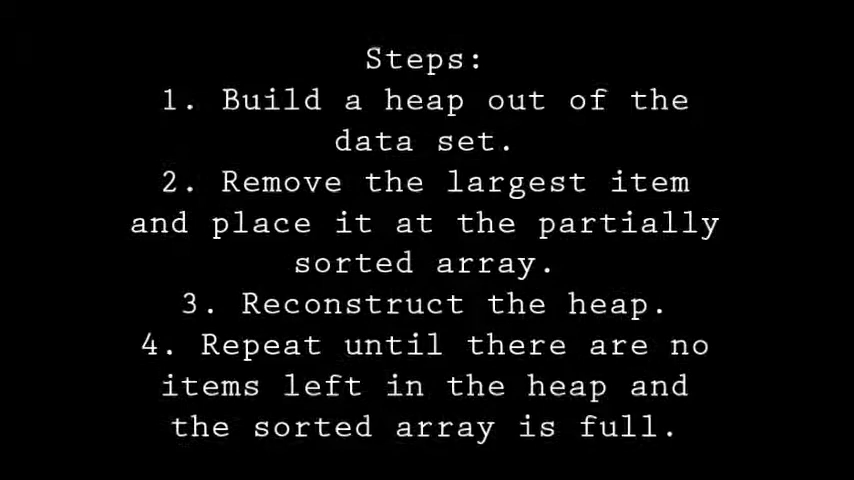 Steps:
1. Build a heap out of the
data set.
2. Remove the largest item
and place it at the partially
sorted array.
3. Reconstruct the heap.
4. Repeat until there are no
items left in the heap and
the sorted array is full.